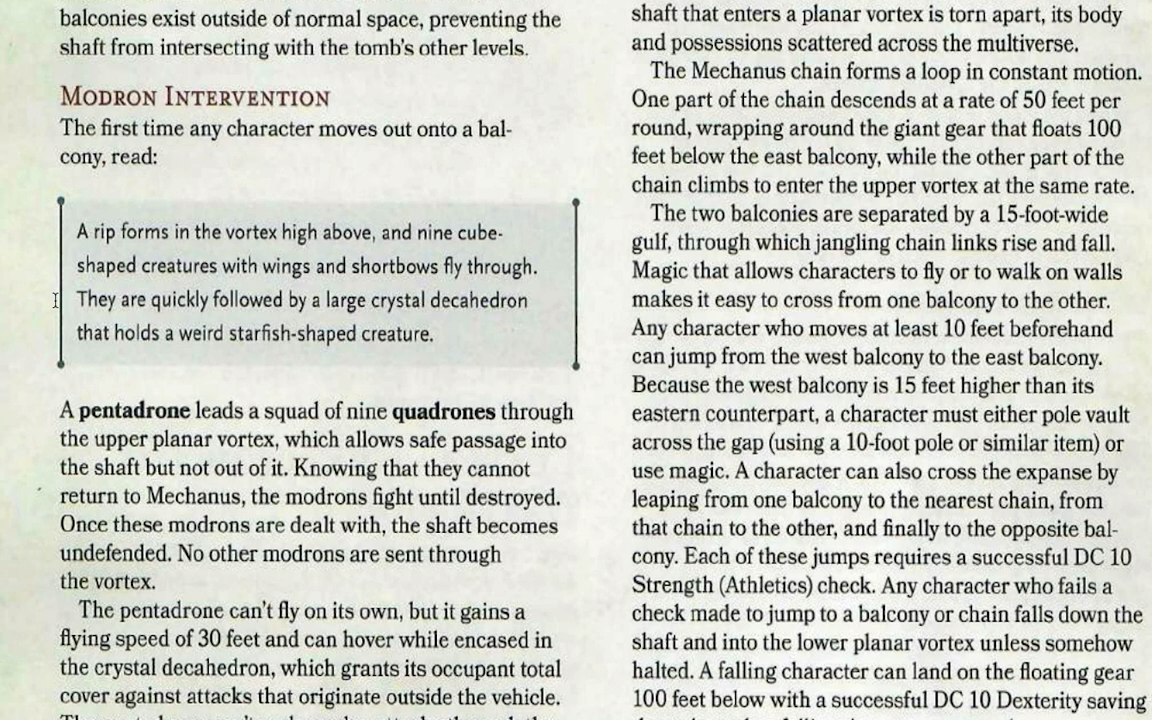 balconies exist outside of normal space, preventing the
shaft from intersecting with the tomb's other levels.
MODRON INTERVENTION
The first time any character moves out onto a bal-
cony, read:
A rip forms in the vortex high above, and nine cube-
shaped creatures with wings and shortbows fly through.
They are quickly followed by a large crystal decahedron
that holds a weird starfish-shaped creature.
A pentadrone leads a squad of nine quadrones through
the upper planar vortex, which allows safe passage into
the shaft but not out of it. Knowing that they cannot
return to Mechanus, the modrons fight until destroyed.
Once these modrons are dealt with, the shaft becomes
undefended. No other modrons are sent through
the vortex.
The pentadrone can't fly on its own, but it gains a
flying speed of 30 feet and can hover while encased in
the crystal decahedron, which grants its occupant total
cover against attacks that originate outside the vehicle.
shaft that enters a planar vortex is torn apart, its body
and possessions scattered across the multiverse.
The Mechanus chain forms a loop in constant motion.
One part of the chain descends at a rate of 50 feet per
round, wrapping around the giant gear that floats 100
feet below the east balcony, while the other part of the
chain climbs to enter the upper vortex at the same rate.
The two balconies are separated by a 15-foot-wide
gulf, through which jangling chain links rise and fall.
Magic that allows characters to fly or to walk on walls
makes it easy to cross from one balcony to the other.
Any character who moves at least 10 feet beforehand
can jump from the west balcony to the east balcony.
Because the west balcony is 15 feet higher than its
eastern counterpart, a character must either pole vault
across the gap (using a 10-foot pole or similar item) or
use magic. A character can also cross the expanse by
leaping from one balcony to the nearest chain, from
that chain to the other, and finally to the opposite bal-
cony. Each of these jumps requires a successful DC 10
Strength (Athletics) check. Any character who fails a
check made to jump to a balcony or chain falls down the
shaft and into the lower planar vortex unless somehow
halted. A falling character can land on the floating gear
100 feet below with a successful DC 10 Dexterity saving